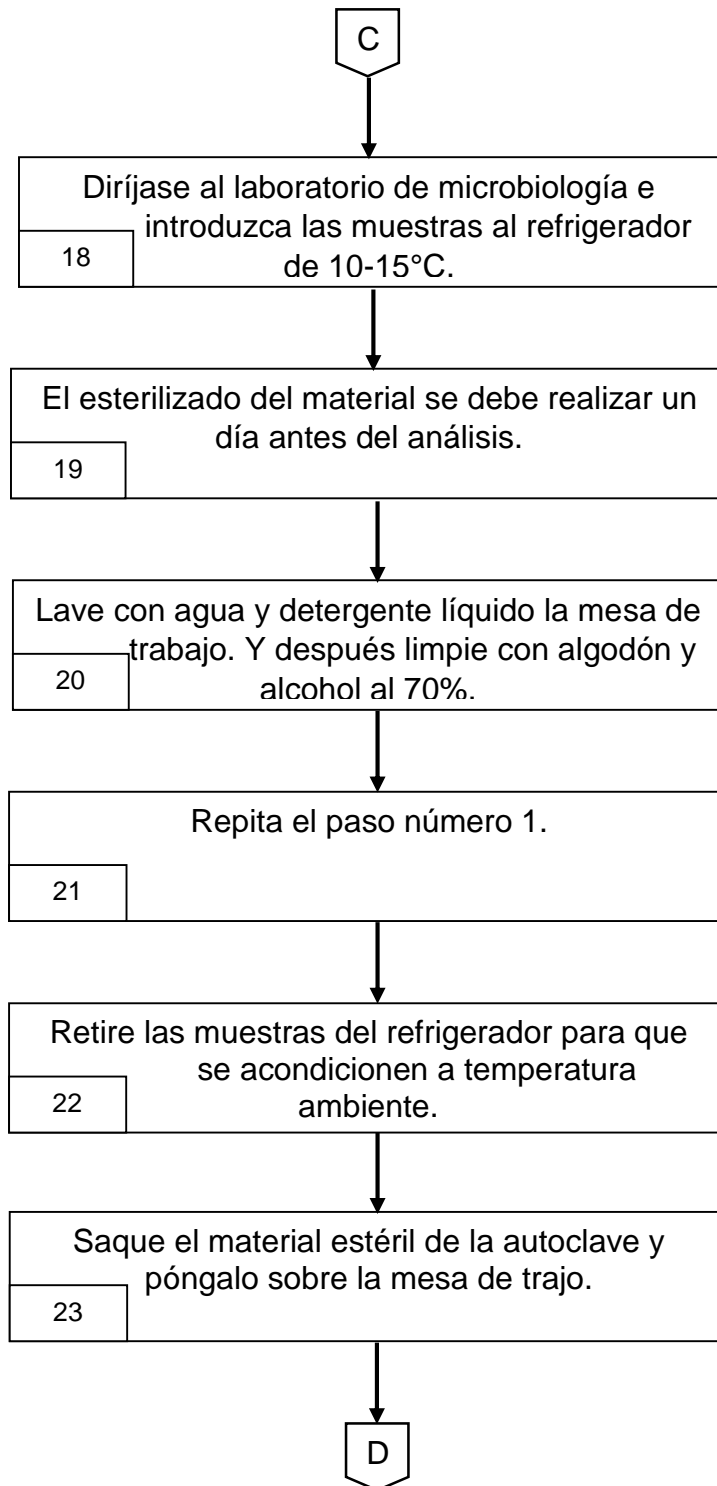 C
Diríjase al laboratorio de microbiología e
introduzca las muestras al refrigerador
de 10-15°C.
18
El esterilizado del material se debe realizar un
día antes del análisis.
19
Lave con agua y detergente líquido la mesa de
trabajo. Y después limpie con algodón y
alcohol al 70%.
20
Repita el paso número 1.
21
Retire las muestras del refrigerador para que
se acondicionen a temperatura
ambiente.
22
Saque el material estéril de la autoclave y
póngalo sobre la mesa de trajo.
23
D